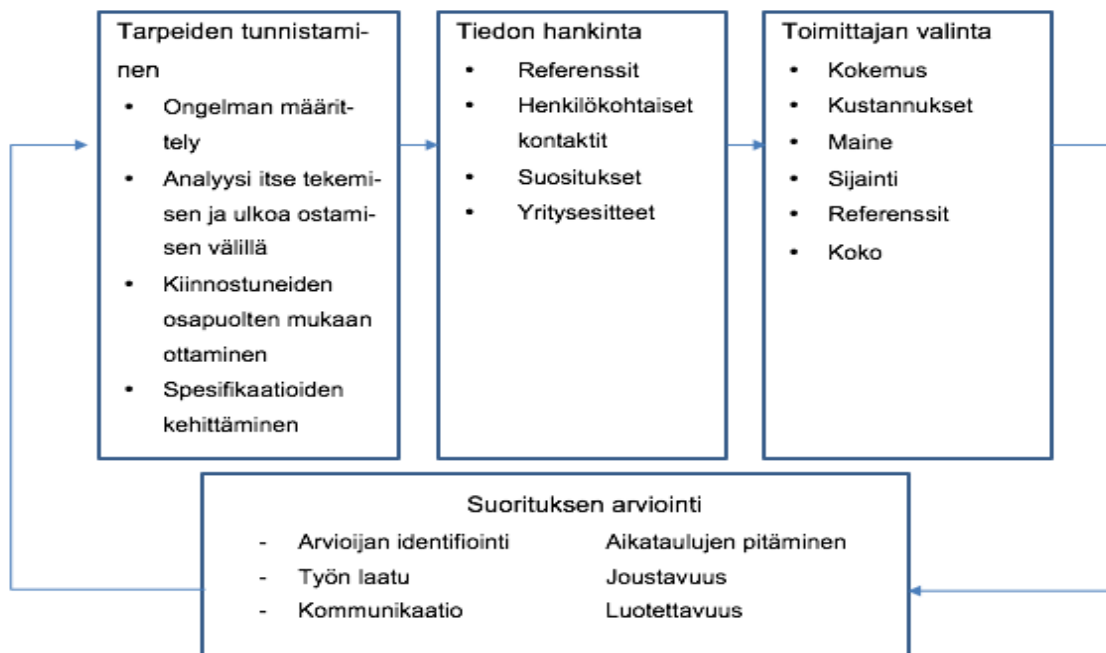 Tarpeiden tunnistami-
nen
• Ongelman määrit-
tely
• Analyysi itse tekemi-
sen ja ulkoa ostami-
sen välillä
• Kiinnostuneiden
osapuolten mukaan
ottaminen
• Spesifikaatioiden
kehittäminen
Tiedon hankinta
• Referenssit
• Henkilökohtaiset
kontaktit
• Suositukset
• Yritysesitteet
Toimittajan valinta
• Kokemus
• Kustannukset
• Maine
• Sijainti
• Referenssit
• Koko
Suorituksen arviointi
- Arvioijan identifiointi Aikataulujen pitäminen
- Työn laatu Joustavuus
- Kommunikaatio Luotettavuus